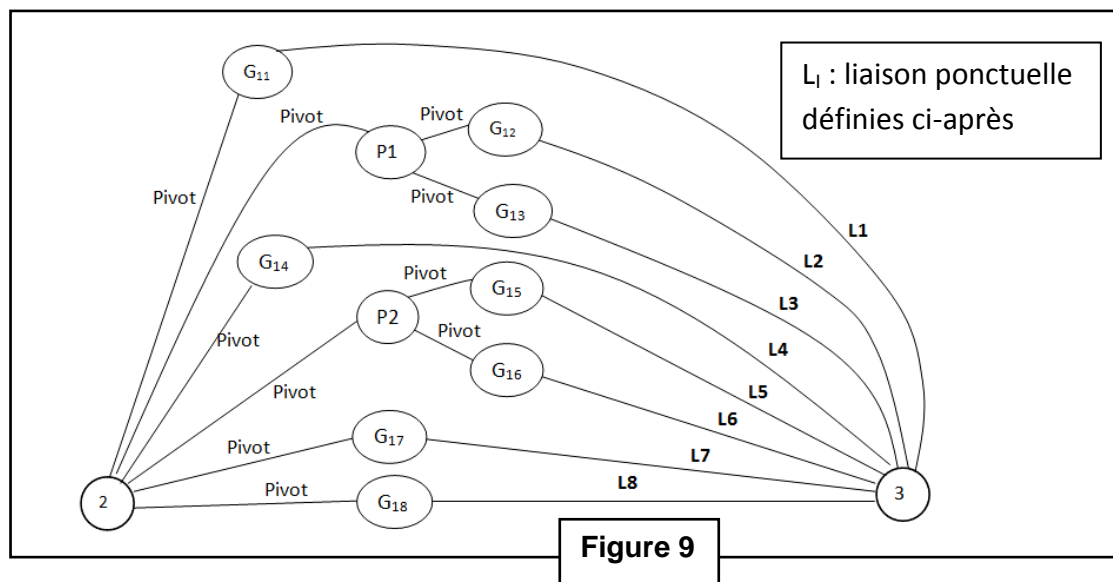 G₁₁
L_I : liaison ponctuelle
définies ci-après
Pivot
Pivot
G₁₂
P1
Pivot
Pivot
G₁₃
L1
L2
G₁₄
Pivot
G₁₅
L3
P2
Pivot
Pivot
L4
G₁₆
L5
Pivot
L6
G₁₇
Pivot
L7
L8
2
Pivot
G₁₈
3
Figure 9